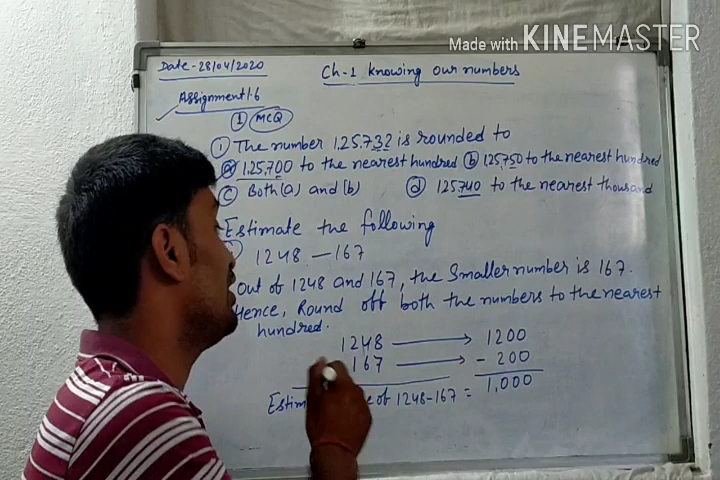 Made with KINEMASTER
Date - 28/04/2020
Ch-1 Knowing our numbers
Assignment 1.6
① MCQ
① The number 1,25,732 is rounded to
ⓐ 1,25,700 to the nearest hundred ⓑ 125,750 to the nearest hundred
ⓒ Both (a) and (b) ⓓ 125,740 to the nearest thousand
Estimate the following
1248 — 167
out of 1248 and 167, the Smaller number is 167.
Hence, Round off both the numbers to the nearest
hundred.
1248 → 1200
167 → - 200
1,000
of 1248-167 =